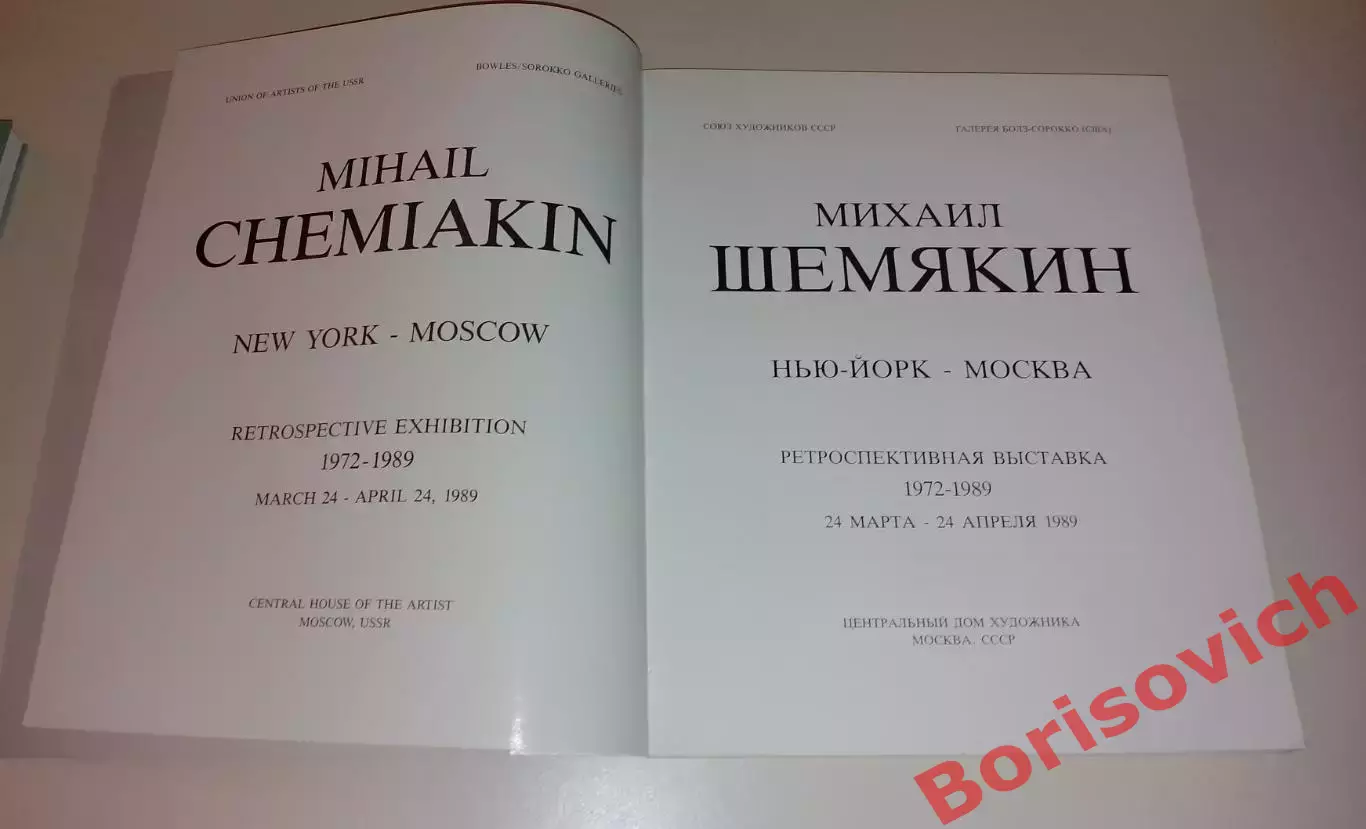 UNION OF ARTISTS OF THE USSR
BOWLES/SOROKKO GALLERIES
MIHAIL
CHEMIAKIN
NEW YORK - MOSCOW
RETROSPECTIVE EXHIBITION
1972-1989
MARCH 24 - APRIL 24, 1989
CENTRAL HOUSE OF THE ARTIST
MOSCOW, USSR
СОЮЗ ХУДОЖНИКОВ СССР
ГАЛЕРЕЯ БОЛЗ-СОРОККО (США)
МИХАИЛ
ШЕМЯКИН
НЬЮ-ЙОРК - МОСКВА
РЕТРОСПЕКТИВНАЯ ВЫСТАВКА
1972-1989
24 МАРТА - 24 АПРЕЛЯ 1989
ЦЕНТРАЛЬНЫЙ ДОМ ХУДОЖНИКА
МОСКВА, СССР
Borisovich